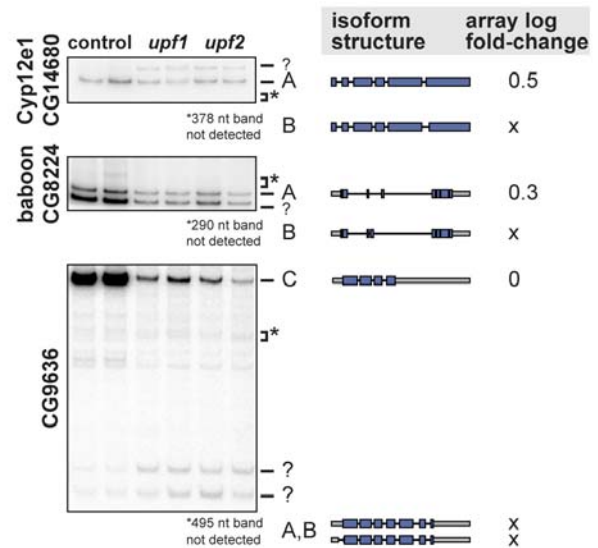 isoform structure
array log fold-change
control upf1 upf2
Cyp12e1
CG14680
?
A
*
*378 nt band
not detected
0.5
B
x
baboon
CG8224
*
A
?
*290 nt band
not detected
0.3
B
x
CG9636
C
0
*
?
?
*495 nt band
not detected
A,B
x
x